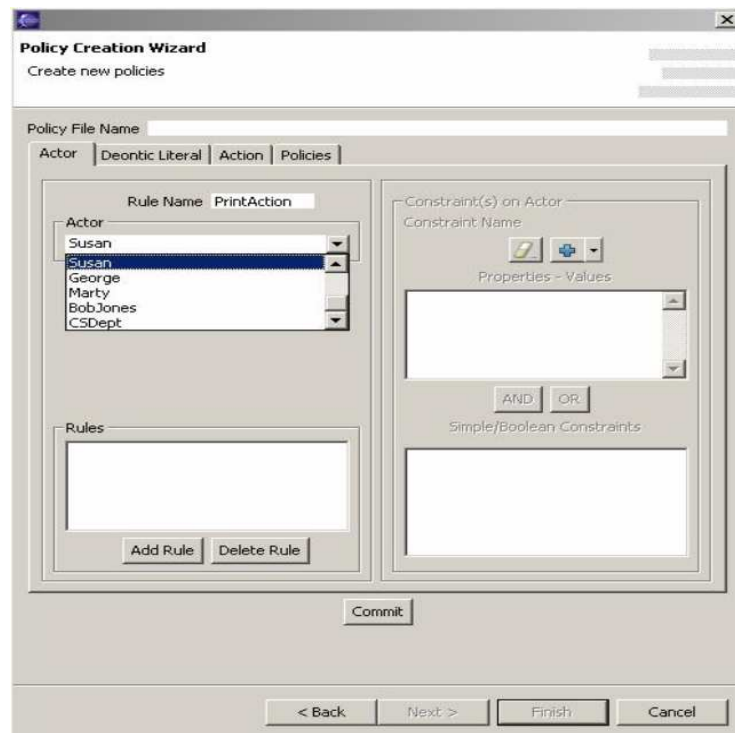 Policy Creation Wizard
Create new policies
Policy File Name
Actor Deontic Literal Action Policies
Rule Name PrintAction
Actor
Susan
Susan
George
Marty
BobJones
CSDept
Rules
Add Rule Delete Rule
Constraint(s) on Actor
Constraint Name
Properties - Values
AND OR
Simple/Boolean Constraints
Commit
< Back Next > Finish Cancel